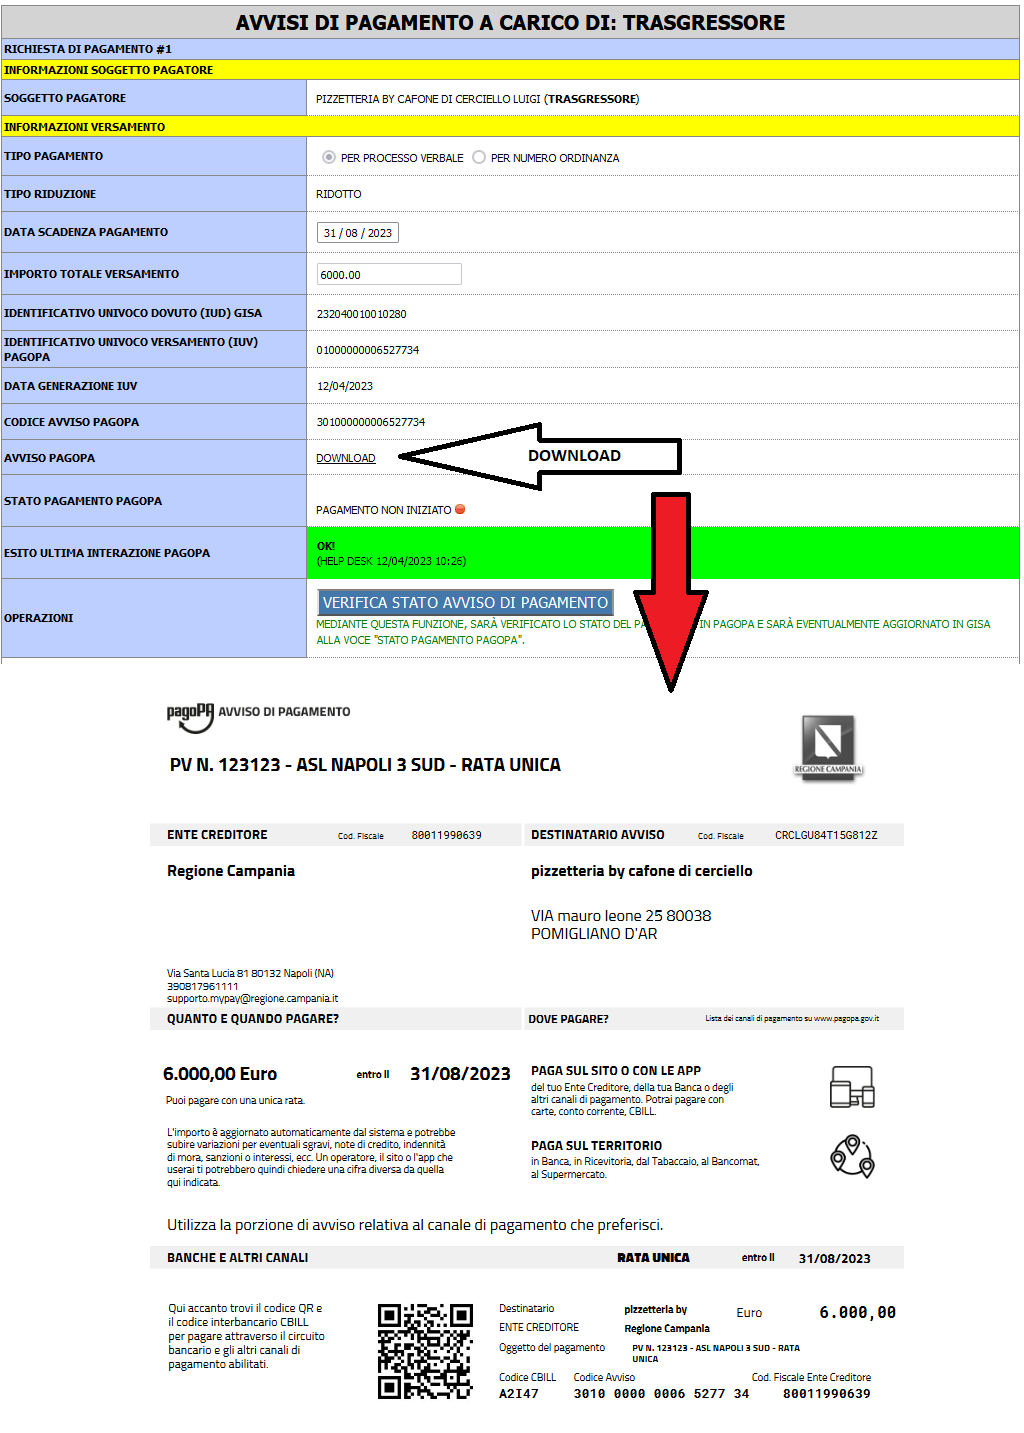 AVVISI DI PAGAMENTO A CARICO DI: TRASGRESSORE
RICHIESTA DI PAGAMENTO #1
INFORMAZIONI SOGGETTO PAGATORE
SOGGETTO PAGATORE PIZZETTERIA BY CAFONE DI CERCIELLO LUIGI (TRASGRESSORE)
INFORMAZIONI VERSAMENTO
TIPO PAGAMENTO PER PROCESSO VERBALE PER NUMERO ORDINANZA
TIPO RIDUZIONE RIDOTTO
DATA SCADENZA PAGAMENTO 31 / 08 / 2023
IMPORTO TOTALE VERSAMENTO 6000.00
IDENTIFICATIVO UNIVOCO DOVUTO (IUD) GISA 232040010010280
IDENTIFICATIVO UNIVOCO VERSAMENTO (IUV)
PAGOPA 01000000006527734
DATA GENERAZIONE IUV 12/04/2023
CODICE AVVISO PAGOPA 301000000006527734
AVVISO PAGOPA DOWNLOAD DOWNLOAD
STATO PAGAMENTO PAGOPA PAGAMENTO NON INIZIATO
ESITO ULTIMA INTERAZIONE PAGOPA OK!
(HELP DESK 12/04/2023 10:26)
OPERAZIONI VERIFICA STATO AVVISO DI PAGAMENTO
MEDIANTE QUESTA FUNZIONE, SARÀ VERIFICATO LO STATO DEL PA IN PAGOPA E SARÀ EVENTUALMENTE AGGIORNATO IN GISA
ALLA VOCE "STATO PAGAMENTO PAGOPA".
pagoPA AVVISO DI PAGAMENTO
PV N. 123123 - ASL NAPOLI 3 SUD - RATA UNICA
REGIONE CAMPANIA
ENTE CREDITORE Cod. Fiscale 80011990639
DESTINATARIO AVVISO Cod. Fiscale CRCLGU84T15G812Z
Regione Campania
pizzetteria by cafone di cerciello
VIA mauro leone 25 80038
POMIGLIANO D'AR
Via Santa Lucia 81 80132 Napoli (NA)
390817961111
supporto.mypay@regione.campania.it
QUANTO E QUANDO PAGARE?
DOVE PAGARE? Lista dei canali di pagamento su www.pagopa.gov.it
6.000,00 Euro entro il 31/08/2023
Puoi pagare con una unica rata.
L'importo è aggiornato automaticamente dal sistema e potrebbe
subire variazioni per eventuali sgravi, note di credito, indennità
di mora, sanzioni o interessi, ecc. Un operatore, il sito o l'app che
userai ti potrebbero quindi chiedere una cifra diversa da quella
qui indicata.
PAGA SUL SITO O CON LE APP
del tuo Ente Creditore, della tua Banca o degli
altri canali di pagamento. Potrai pagare con
carte, conto corrente, CBILL.
PAGA SUL TERRITORIO
in Banca, in Ricevitoria, dal Tabaccaio, al Bancomat,
al Supermercato.
Utilizza la porzione di avviso relativa al canale di pagamento che preferisci.
BANCHE E ALTRI CANALI RATA UNICA entro il 31/08/2023
Qui accanto trovi il codice QR e
il codice interbancario CBILL
per pagare attraverso il circuito
bancario e gli altri canali di
pagamento abilitati.
Destinatario pizzetteria by Euro 6.000,00
ENTE CREDITORE Regione Campania
Oggetto del pagamento PV N. 123123 - ASL NAPOLI 3 SUD - RATA
UNICA
Codice CBILL Codice Avviso Cod. Fiscale Ente Creditore
A2I47 3010 0000 0006 5277 34 80011990639